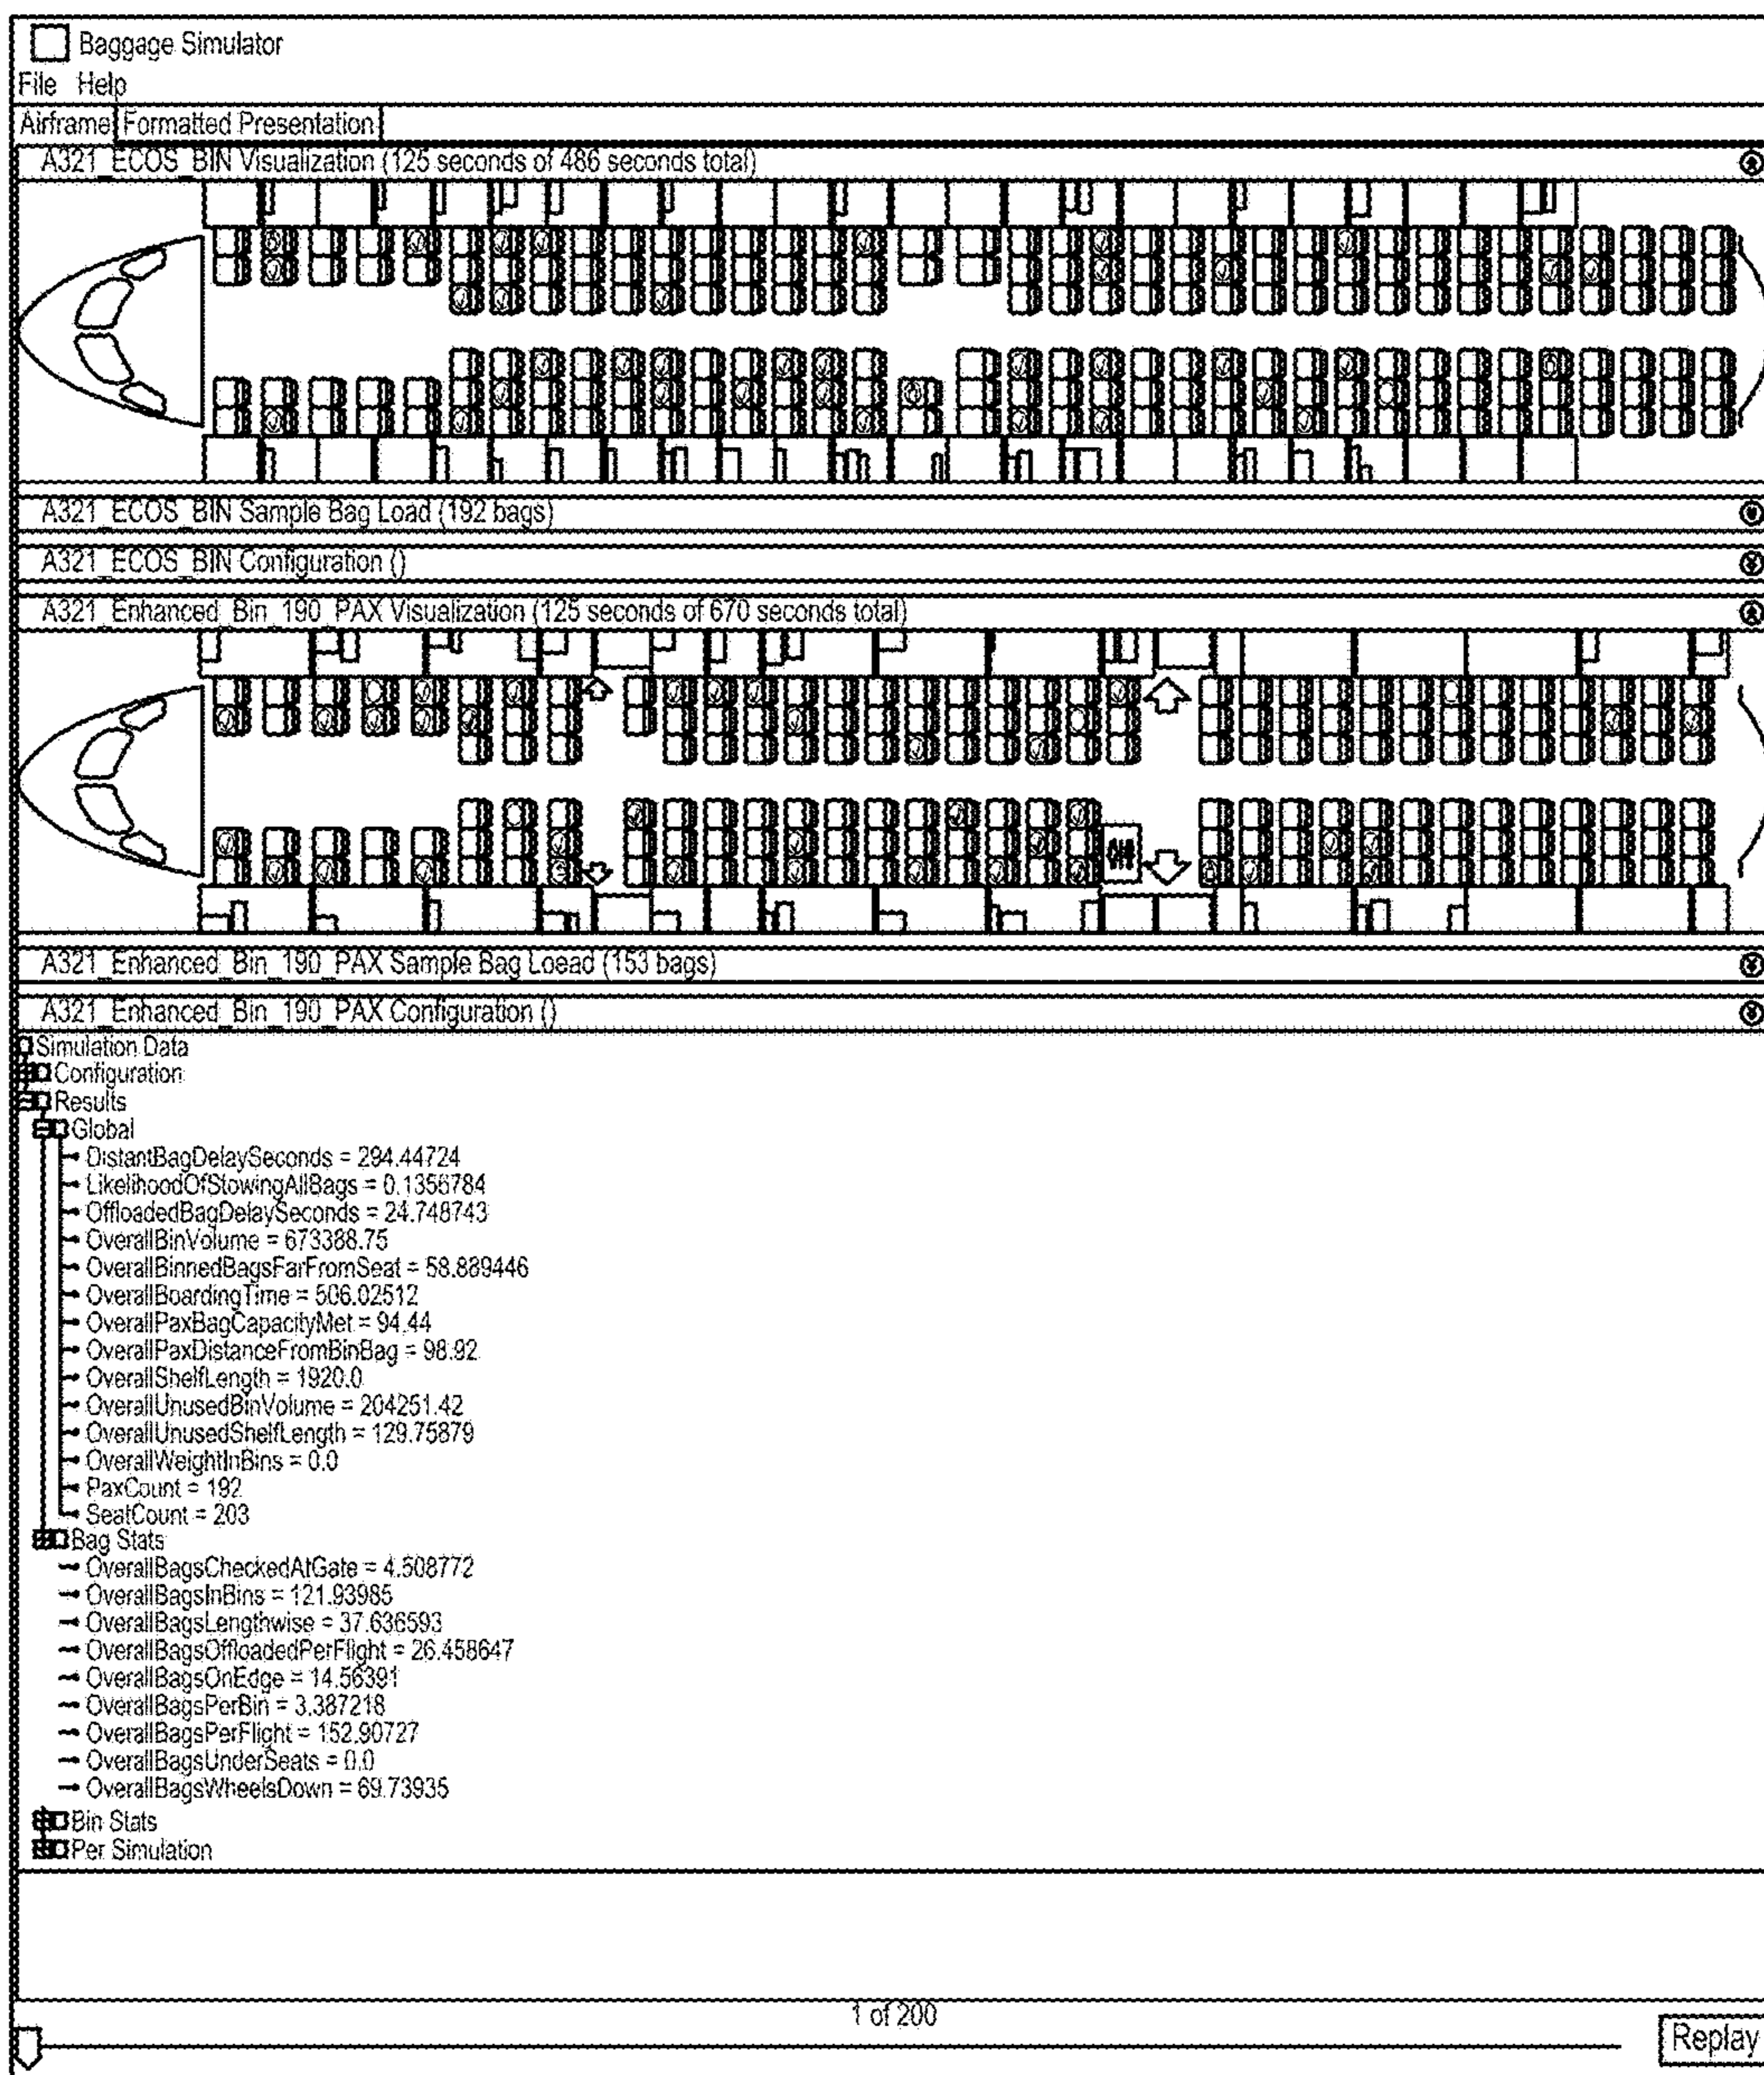 Baggage Simulator
File Help
Airframe Formatted Presentation
A321_ECOS_BIN Visualization (125 seconds of 486 seconds total)
A321_ECOS_BIN Sample Bag Load (192 bags)
A321_ECOS_BIN Configuration ()
A321_Enhanced_Bin_190_PAX Visualization (125 seconds of 670 seconds total)
A321_Enhanced_Bin_190_PAX Sample Bag Loead (153 bags)
A321_Enhanced_Bin_190_PAX Configuration ()
Simulation Data
Configuration
Results
Global
DistantBagDelaySeconds = 294.44724
LikelihoodOfStowingAllBags = 0.1356784
OffloadedBagDelaySeconds = 24.748743
OverallBinVolume = 673388.75
OverallBinnedBagsFarFromSeat = 58.889446
OverallBoardingTime = 506.02512
OverallPaxBagCapacityMet = 94.44
OverallPaxDistanceFromBinBag = 98.92
OverallShelfLength = 1920.0
OverallUnusedBinVolume = 204251.42
OverallUnusedShelfLength = 129.75879
OverallWeightInBins = 0.0
PaxCount = 192
SeatCount = 203
Bag Stats
OverallBagsCheckedAtGate = 4.508772
OverallBagsInBins = 121.93985
OverallBagsLengthwise = 37.636593
OverallBagsOffloadedPerFlight = 26.458647
OverallBagsOnEdge = 14.56391
OverallBagsPerBin = 3.387218
OverallBagsPerFlight = 152.90727
OverallBagsUnderSeats = 0.0
OverallBagsWheelsDown = 69.73935
Bin Stats
Per Simulation
1 of 200
Replay